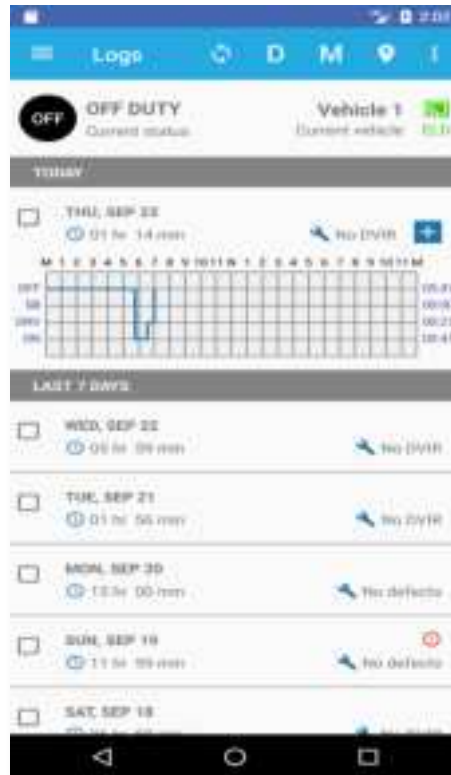 2:03
Logs D M
OFF OFF DUTY Vehicle 1
Current status Current vehicle ELD
TODAY
THU, SEP 23
01 hr 14 min No DVIR
M 1 2 3 4 5 6 7 8 9 10 11 N 1 2 3 4 5 6 7 8 9 10 11 M
OFF
SB
DRV
ON
LAST 7 DAYS
WED, SEP 22
No DVIR
TUE, SEP 21
01 hr 56 min No DVIR
MON, SEP 20
No defects
SUN, SEP 19
No defects
SAT, SEP 18